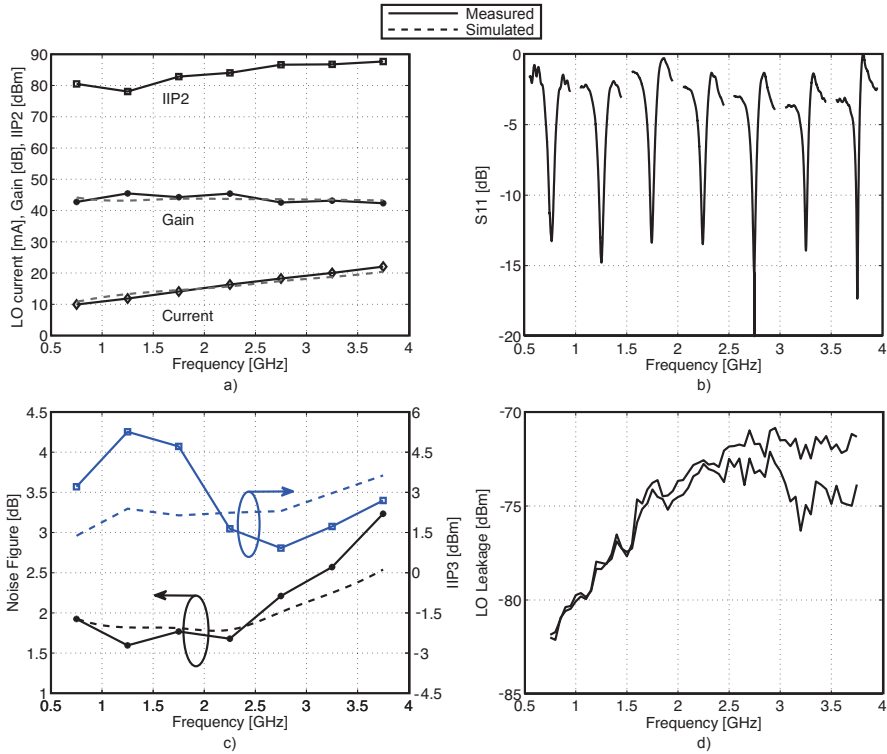 Measured
Simulated
LO current [mA], Gain [dB], IIP2 [dBm]
90
80
70
60
50
40
30
20
10
0
IIP2
Gain
Current
0.5 1 1.5 2 2.5 3 3.5 4
Frequency [GHz]
a)
S11 [dB]
0
-5
-10
-15
-20
0.5 1 1.5 2 2.5 3 3.5 4
Frequency [GHz]
b)
Noise Figure [dB]
4.5
4
3.5
3
2.5
2
1.5
1
IIP3 [dBm]
6
4.5
3
1.5
0
-1.5
-3
-4.5
0.5 1 1.5 2 2.5 3 3.5 4
Frequency [GHz]
c)
LO Leakage [dBm]
-70
-75
-80
-85
0.5 1 1.5 2 2.5 3 3.5 4
Frequency [GHz]
d)